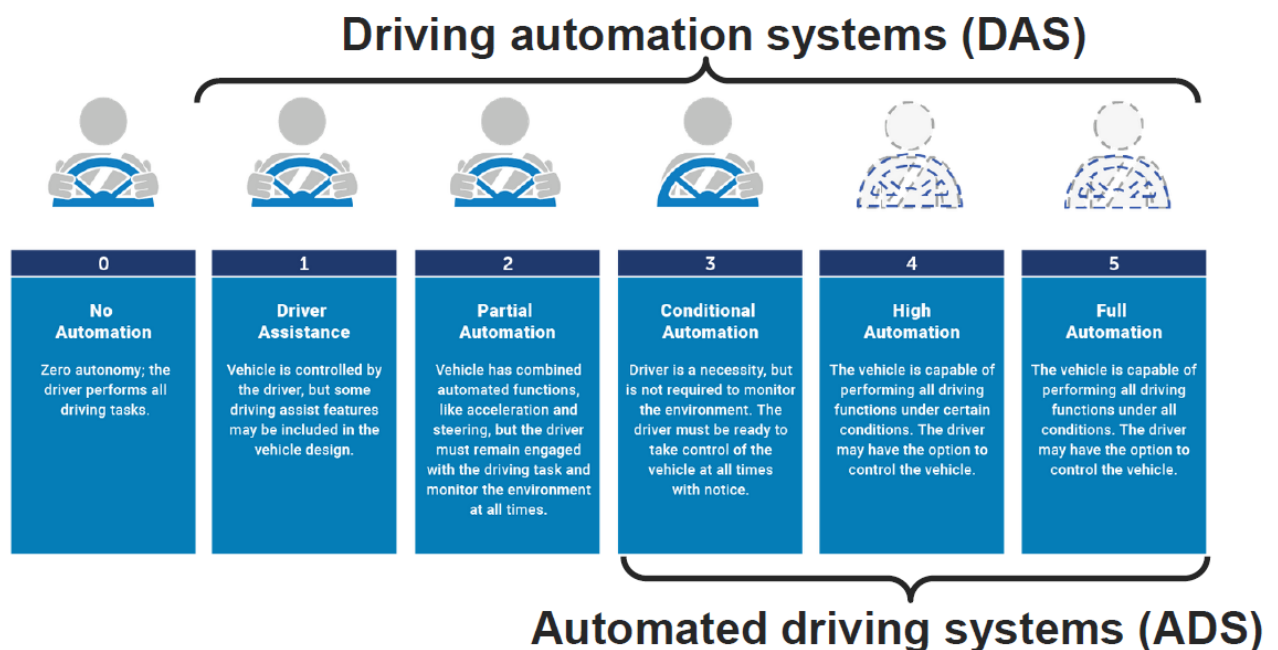 Driving automation systems (DAS)
0
No
Automation
Zero autonomy; the
driver performs all
driving tasks.
1
Driver
Assistance
Vehicle is controlled by
the driver, but some
driving assist features
may be included in the
vehicle design.
2
Partial
Automation
Vehicle has combined
automated functions,
like acceleration and
steering, but the driver
must remain engaged
with the driving task and
monitor the environment
at all times.
3
Conditional
Automation
Driver is a necessity, but
is not required to monitor
the environment. The
driver must be ready to
take control of the
vehicle at all times
with notice.
4
High
Automation
The vehicle is capable of
performing all driving
functions under certain
conditions. The driver
may have the option to
control the vehicle.
5
Full
Automation
The vehicle is capable of
performing all driving
functions under all
conditions. The driver
may have the option to
control the vehicle.
Automated driving systems (ADS)